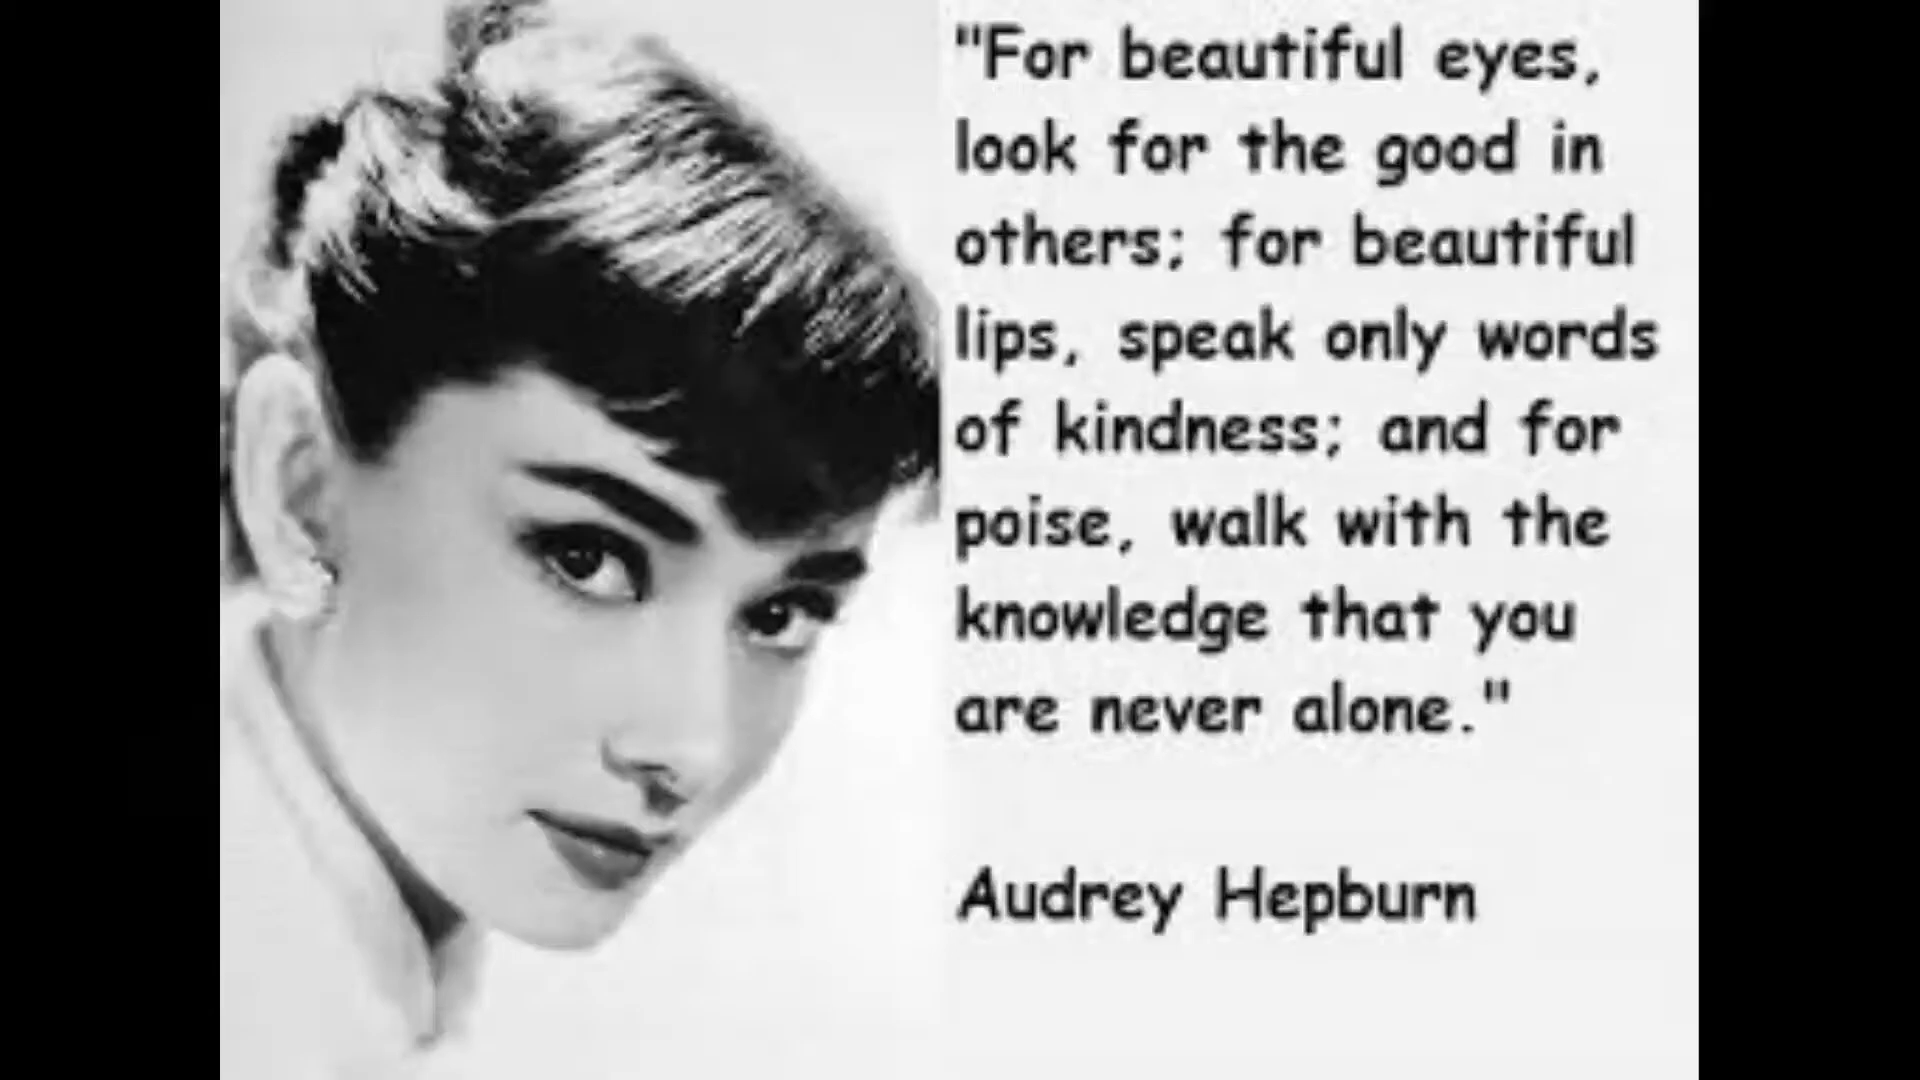 "For beautiful eyes,
look for the good in
others; for beautiful
lips, speak only words
of kindness; and for
poise, walk with the
knowledge that you
are never alone."
Audrey Hepburn